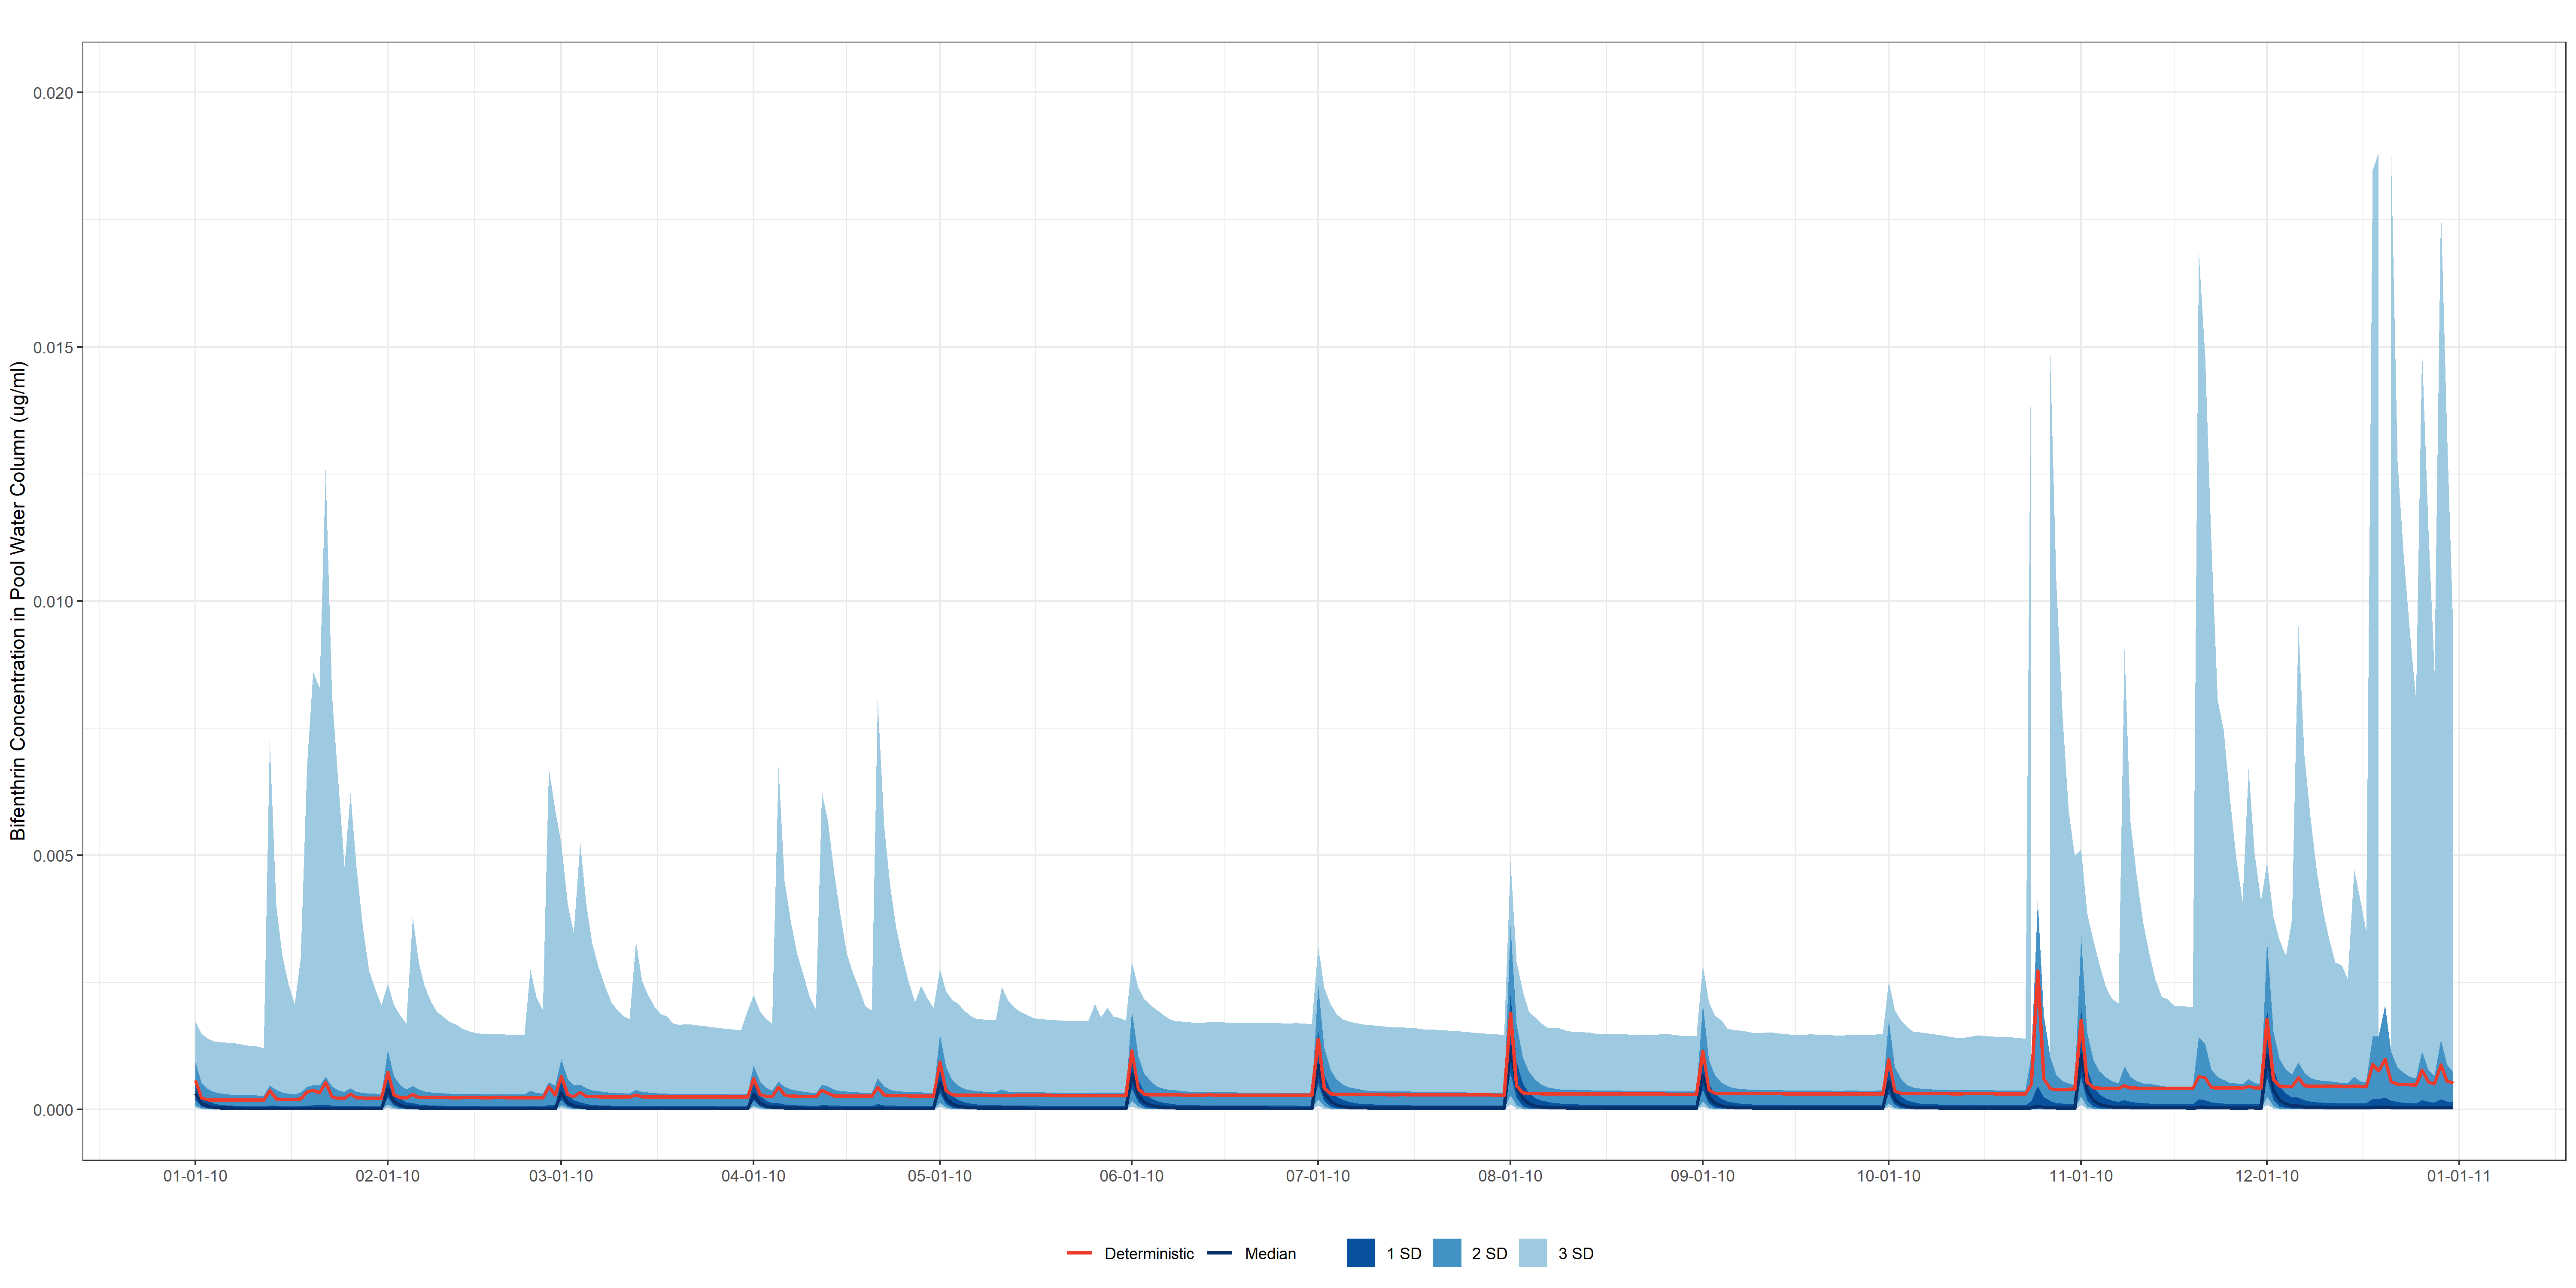 Bifenthrin Concentration in Pool Water Column (ug/ml)
0.020
0.015
0.010
0.005
0.000
01-01-10 02-01-10 03-01-10 04-01-10 05-01-10 06-01-10 07-01-10 08-01-10 09-01-10 10-01-10 11-01-10 12-01-10 01-01-11
Deterministic Median 1 SD 2 SD 3 SD